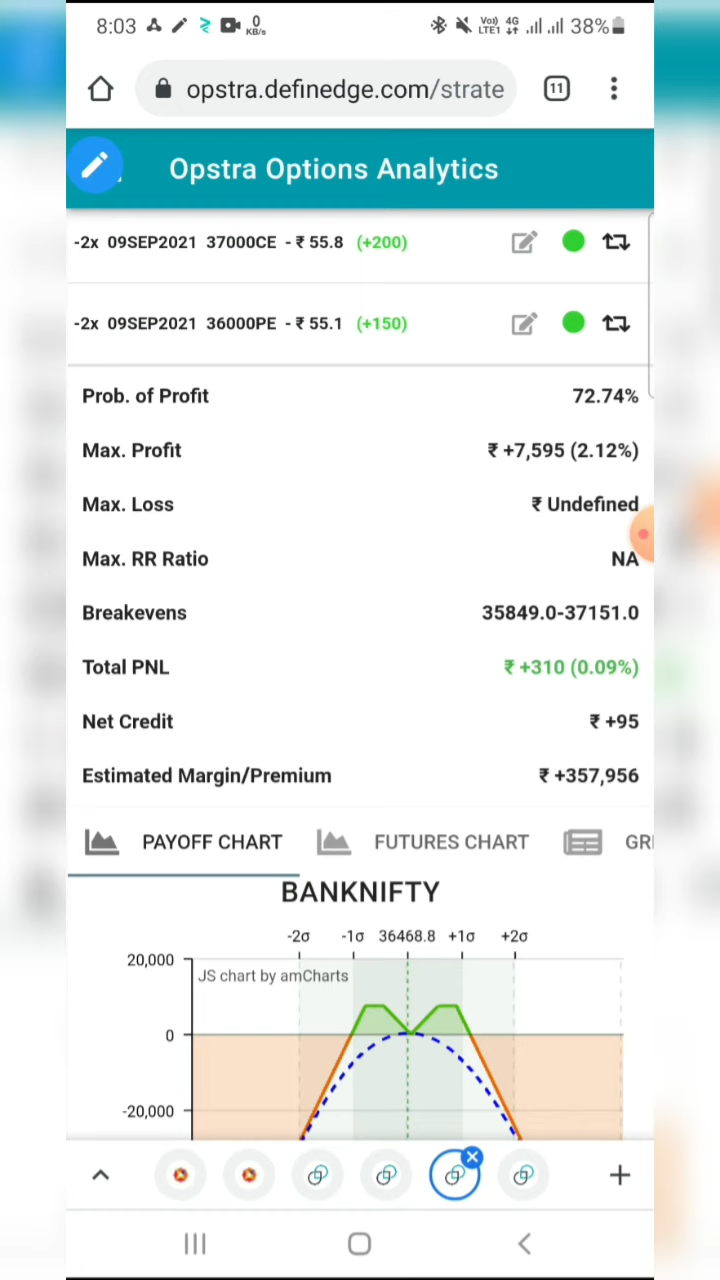 8:03 0 KB/s Vo) LTE1 4G 38%
opstra.definedge.com/strate 11
Opstra Options Analytics
-2x 09SEP2021 37000CE - ₹ 55.8 (+200)
-2x 09SEP2021 36000PE - ₹ 55.1 (+150)
Prob. of Profit 72.74%
Max. Profit ₹ +7,595 (2.12%)
Max. Loss ₹ Undefined
Max. RR Ratio NA
Breakevens 35849.0-37151.0
Total PNL ₹ +310 (0.09%)
Net Credit ₹ +95
Estimated Margin/Premium ₹ +357,956
PAYOFF CHART FUTURES CHART GRE
BANKNIFTY
-2σ -1σ 36468.8 +1σ +2σ
20,000
JS chart by amCharts
0
-20,000